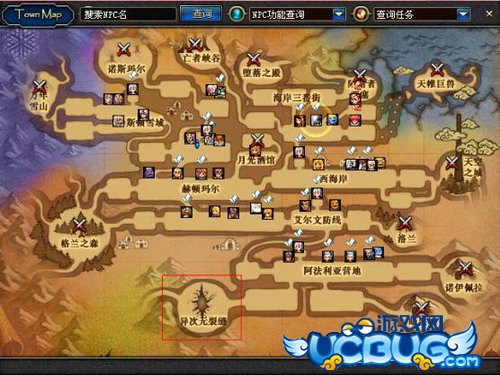 Town Map
搜索NPC名
查询
NPC功能查询
查询任务
诺斯玛尔
亡者峡谷
堕落之殿
天帷巨兽
海岸三番街
雪山
斯顿雪域
月光酒馆
天空之城
西海岸
赫顿玛尔
格兰之森
艾尔文防线
洛兰
阿法利亚营地
诺伊佩拉
异次元裂缝
游戏网
UCBUG.com